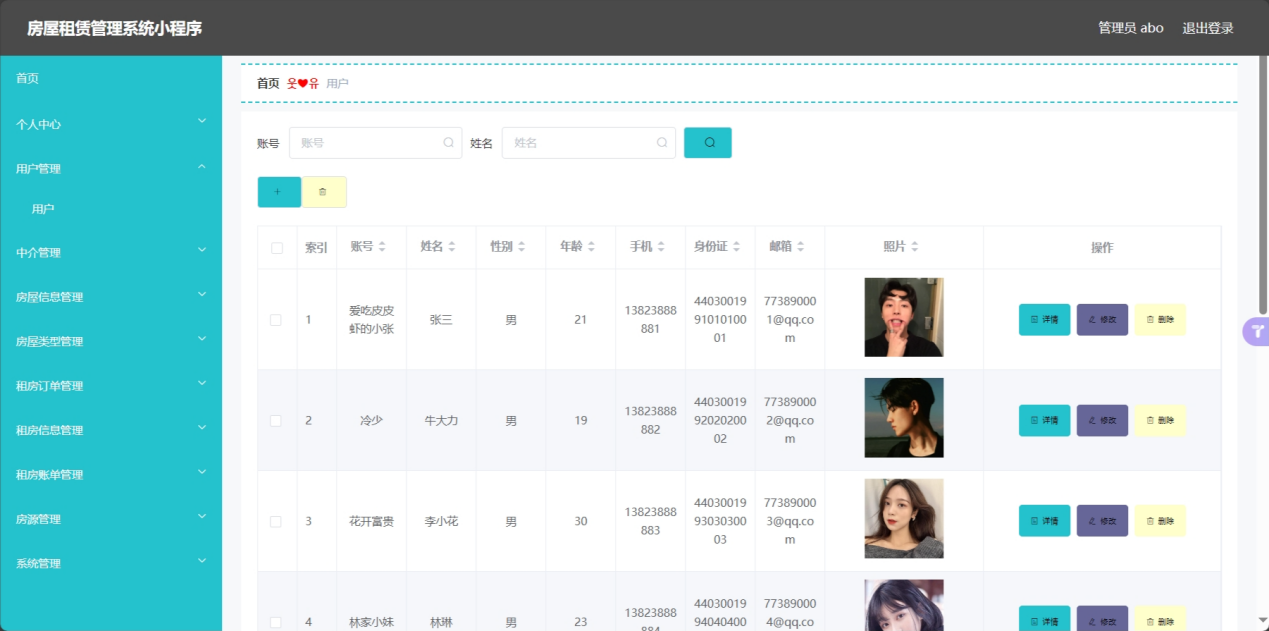 房屋租赁管理系统小程序
管理员 abo 退出登录
首页
个人中心
用户管理
用户
中介管理
房屋信息管理
房屋类型管理
租房订单管理
租房信息管理
租房账单管理
房源管理
系统管理
首页 웃❤유 用户
账号 账号 姓名 姓名
索引 账号 姓名 性别 年龄 手机 身份证 邮箱 照片 操作
1 爱吃皮皮虾的小张 张三 男 21 13823888881 440300199101010001 773890001@qq.com 详情 修改 删除
2 冷少 牛大力 男 19 13823888882 440300199202020002 773890002@qq.com 详情 修改 删除
3 花开富贵 李小花 男 30 13823888883 440300199303030003 773890003@qq.com 详情 修改 删除
4 林家小妹 林琳 男 23 13823888884 4403001994040400 773890004@qq.co 详情 修改 删除